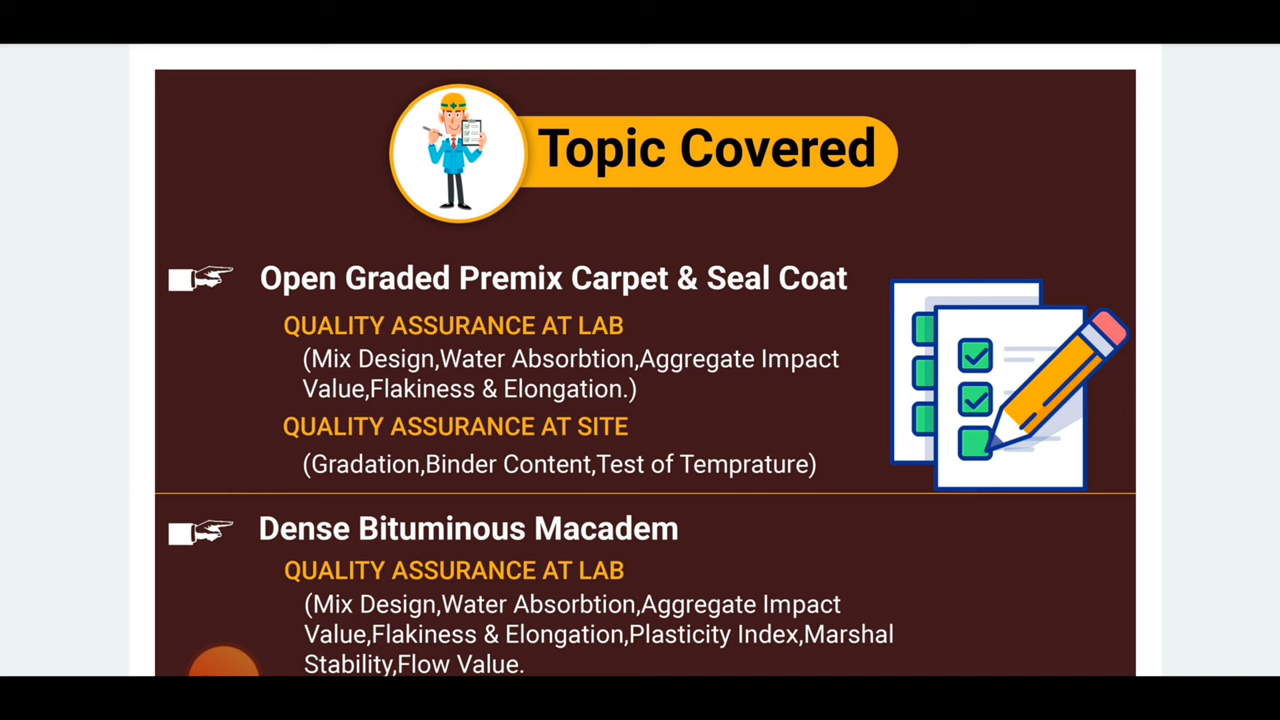 Topic Covered
Open Graded Premix Carpet & Seal Coat
QUALITY ASSURANCE AT LAB
(Mix Design,Water Absorbtion,Aggregate Impact
Value,Flakiness & Elongation.)
QUALITY ASSURANCE AT SITE
(Gradation,Binder Content,Test of Temprature)
Dense Bituminous Macadem
QUALITY ASSURANCE AT LAB
(Mix Design,Water Absorbtion,Aggregate Impact
Value,Flakiness & Elongation,Plasticity Index,Marshal
Stability,Flow Value.